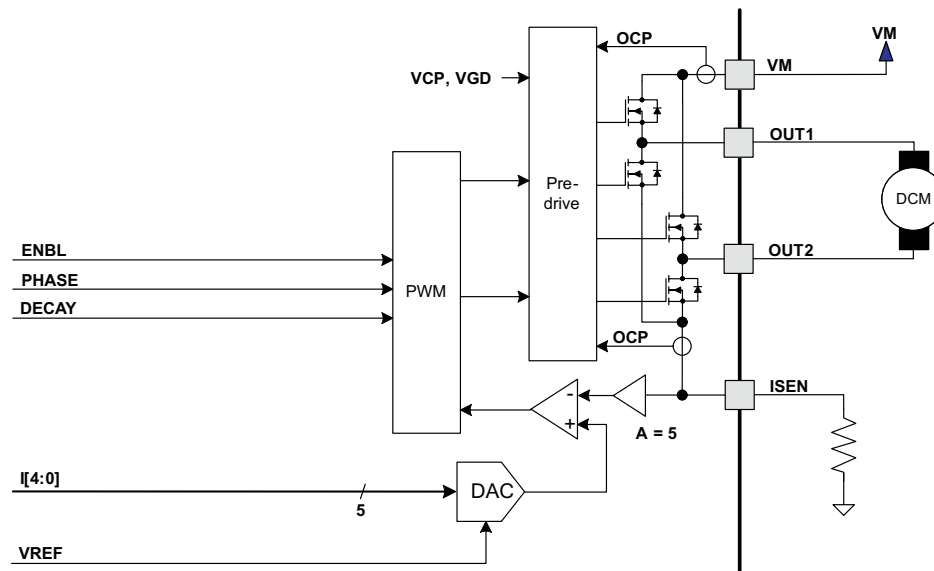 OCP
VM
VM
VCP, VGD
OUT1
Pre-
drive
DCM
ENBL
OUT2
PHASE
PWM
DECAY
OCP
ISEN
-
+
A = 5
I[4:0]
5
DAC
VREF